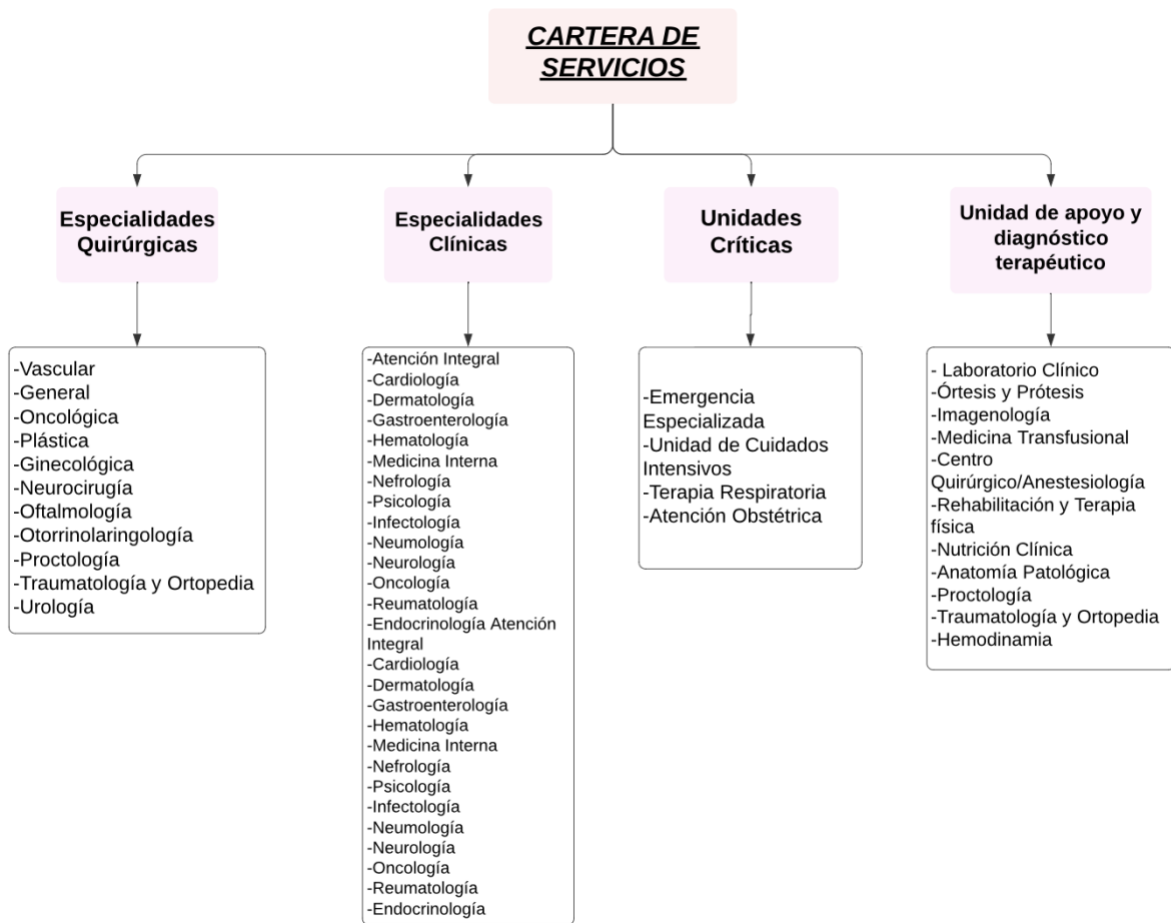 CARTERA DE
SERVICIOS
Especialidades
Quirúrgicas
-Vascular
-General
-Oncológica
-Plástica
-Ginecológica
-Neurocirugía
-Oftalmología
-Otorrinolaringología
-Proctología
-Traumatología y Ortopedia
-Urología
Especialidades
Clínicas
-Atención Integral
-Cardiología
-Dermatología
-Gastroenterología
-Hematología
-Medicina Interna
-Nefrología
-Psicología
-Infectología
-Neumología
-Neurología
-Oncología
-Reumatología
-Endocrinología Atención
Integral
-Cardiología
-Dermatología
-Gastroenterología
-Hematología
-Medicina Interna
-Nefrología
-Psicología
-Infectología
-Neumología
-Neurología
-Oncología
-Reumatología
-Endocrinología
Unidades
Críticas
-Emergencia
Especializada
-Unidad de Cuidados
Intensivos
-Terapia Respiratoria
-Atención Obstétrica
Unidad de apoyo y
diagnóstico
terapéutico
- Laboratorio Clínico
-Órtesis y Prótesis
-Imagenología
-Medicina Transfusional
-Centro
Quirúrgico/Anestesiología
-Rehabilitación y Terapia
física
-Nutrición Clínica
-Anatomía Patológica
-Proctología
-Traumatología y Ortopedia
-Hemodinamia